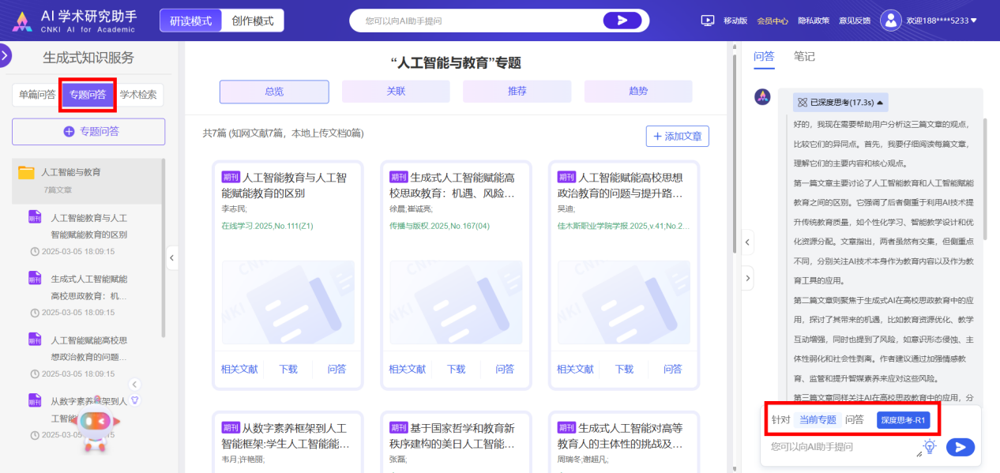 AI 学术研究助手
CNKI AI for Academic
研读模式
创作模式
您可以向AI助手提问
移动版
会员中心
隐私政策
意见反馈
欢迎188****5233
生成式知识服务
单篇问答
专题问答
学术检索
专题问答
人工智能与教育
7篇文章
期刊
人工智能教育与人工
智能赋能教育的区别
2025-03-05 18:09:15
期刊
生成式人工智能赋能
高校思政教育：机...
2025-03-05 18:09:15
期刊
人工智能赋能高校思
想政治教育的问题...
2025-03-05 18:09:15
期刊
从数字素养框架到人
工智能
2025-03-05
15
“人工智能与教育”专题
总览
关联
推荐
趋势
共7篇 (知网文献7篇，本地上传文档0篇)
添加文章
期刊 人工智能教育与人工智
能赋能教育的区别
李志民;
在线学习.2025,No.111(Z1)
CNKI
相关文献
下载
问答
期刊 生成式人工智能赋能高
校思政教育：机遇、风险...
徐晨;崔诚亮;
传播与版权.2025,No.167(04)
CNKI
相关文献
下载
问答
期刊 人工智能赋能高校思想
政治教育的问题与提升路...
吴迪;
佳木斯职业学院学报.2025,v.41;No.2...
CNKI
相关文献
下载
问答
期刊 从数字素养框架到人工
智能框架:学生人工智能能...
韦月;许艳丽;
期刊 基于国家哲学和教育新
秩序建构的美日人工智能...
张磊;
期刊 生成式人工智能对高等
教育人的主体性的挑战及...
周瑞冬;谢超凡;
问答
笔记
已深度思考(17.3s)
好的，我现在需要帮助用户分析这三篇文章的观点，
比较它们的异同点。首先，我要仔细阅读每篇文章，
理解它们的主要内容和核心观点。
第一篇文章主要讨论了人工智能教育和人工智能赋能
教育之间的区别。它强调了后者侧重于利用AI技术提
升传统教育质量，如个性化学习、智能教学设计和优
化资源分配。文章指出，两者虽然有交集，但侧重点
不同，分别关注AI技术本身作为教育内容以及作为教
育工具的应用。
第二篇文章则聚焦于生成式AI在高校思政教育中的应
用，探讨了其带来的机遇，比如教育资源优化、教学
互动增强，同时也提到了风险，如意识形态侵蚀、主
体性弱化和社会性剥离。作者建议通过加强情感教
育、监管和提升智媒素养来应对这些风险。
第三篇文章同样关注AI在高校思政教育中的应用，分
针对
当前专题
问答
深度思考-R1
您可以向AI助手提问